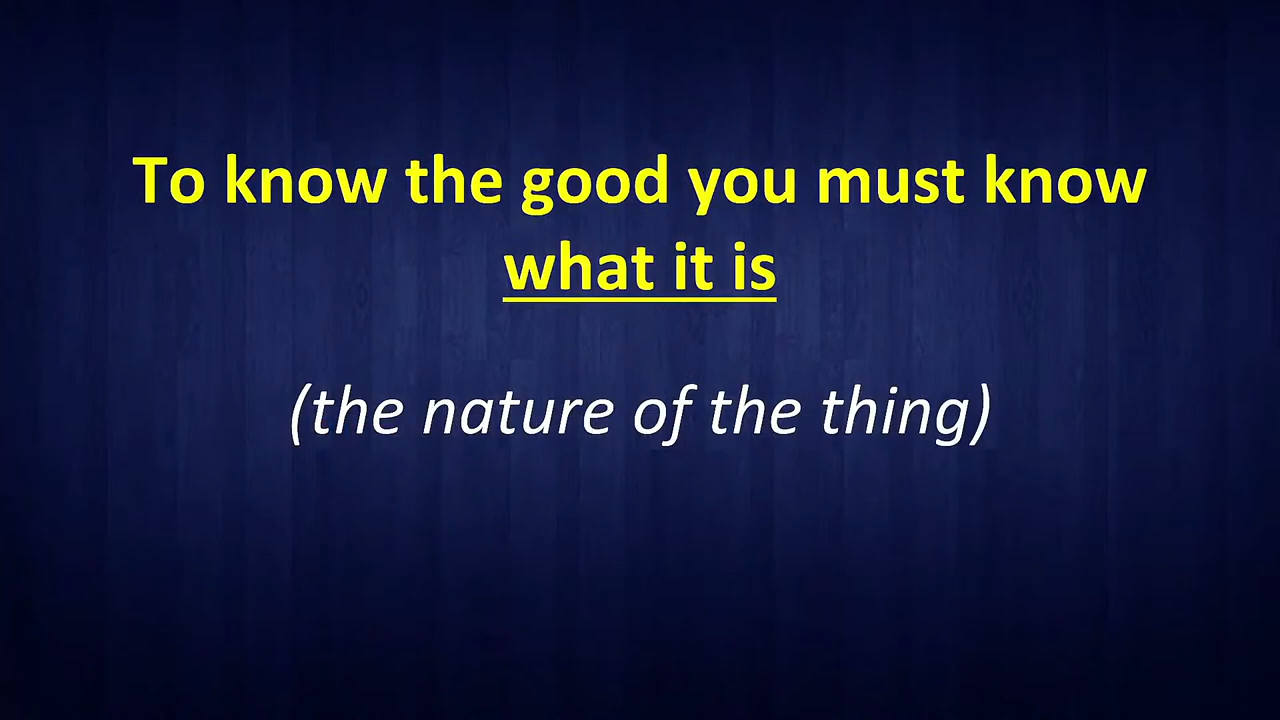 To know the good you must know
what it is
(the nature of the thing)